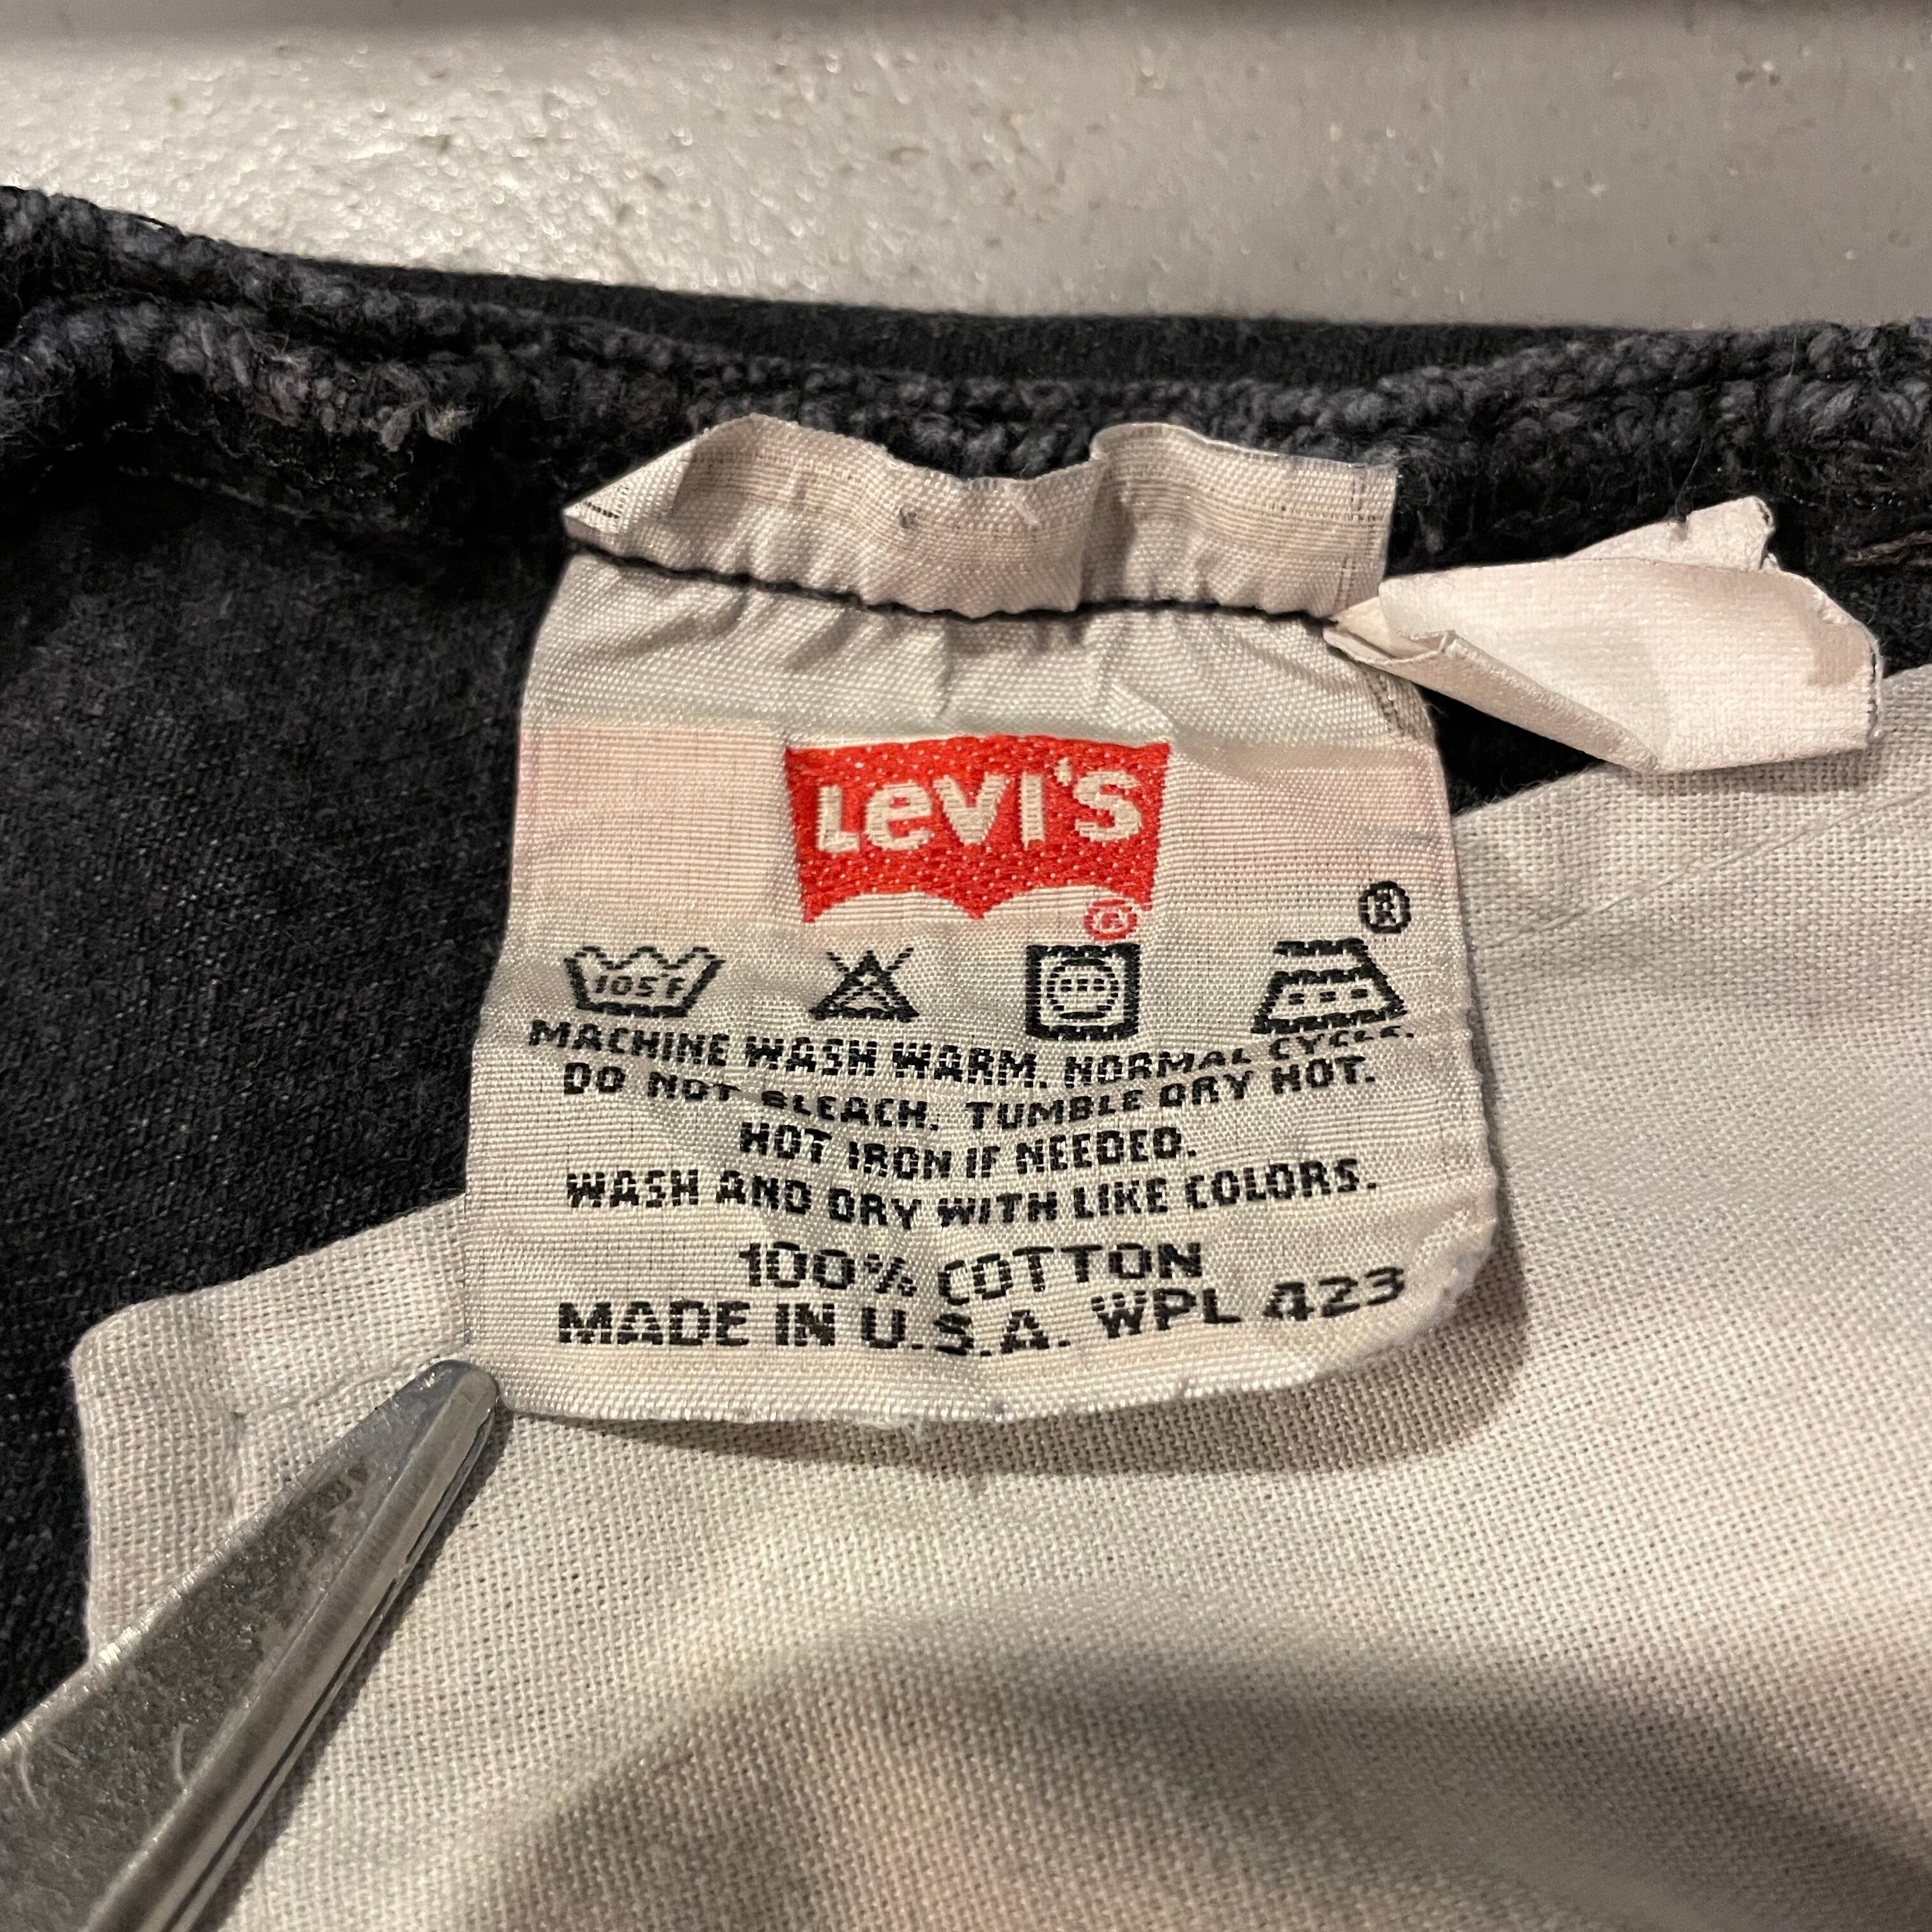 LEVI'S
®
®
105F
MACHINE WASH WARM. NORMAL CYCLE.
DO NOT BLEACH. TUMBLE DRY HOT.
HOT IRON IF NEEDED.
WASH AND DRY WITH LIKE COLORS.
100% COTTON
MADE IN U.S.A. WPL 423